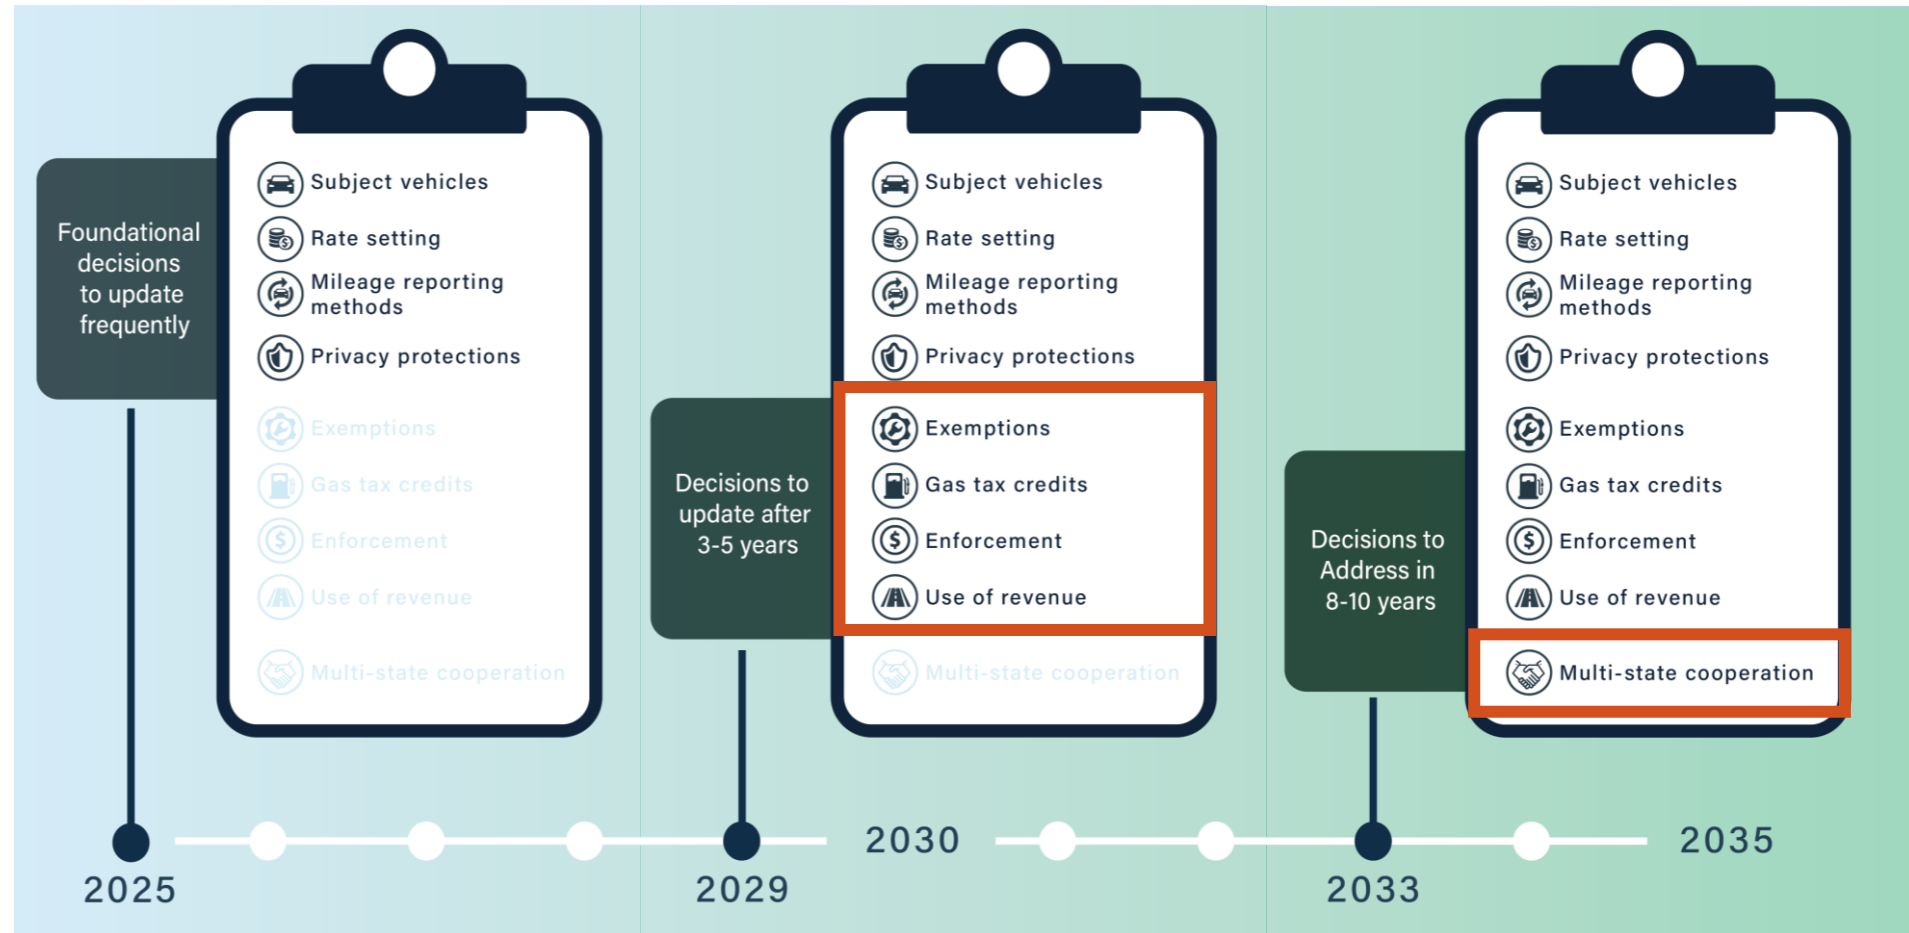 Foundational
decisions
to update
frequently
Subject vehicles
Rate setting
Mileage reporting
methods
Privacy protections
Exemptions
Gas tax credits
Enforcement
Use of revenue
Multi-state cooperation
Decisions to
update after
3-5 years
Subject vehicles
Rate setting
Mileage reporting
methods
Privacy protections
Exemptions
Gas tax credits
Enforcement
Use of revenue
Multi-state cooperation
Decisions to
Address in
8-10 years
Subject vehicles
Rate setting
Mileage reporting
methods
Privacy protections
Exemptions
Gas tax credits
Enforcement
Use of revenue
Multi-state cooperation
2025
2029
2030
2033
2035